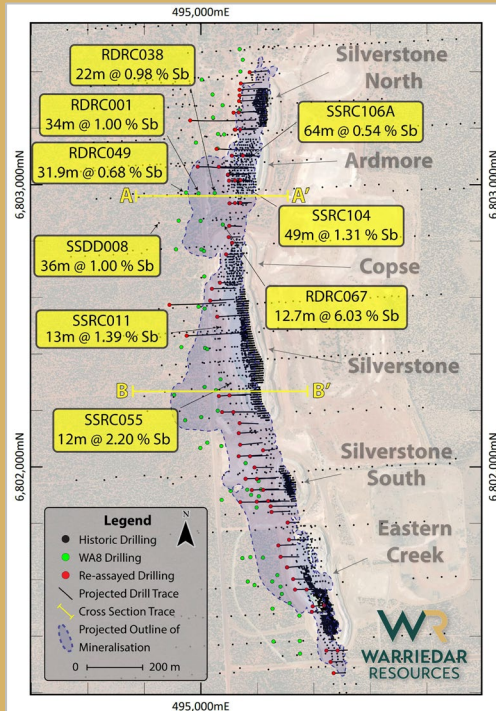 495,000mE
RDRC038
22m @ 0.98 % Sb
Silverstone
North
RDRC001
34m @ 1.00 % Sb
SSRC106A
64m @ 0.54 % Sb
RDRC049
31.9m @ 0.68 % Sb
Ardmore
6,803,000mN
6,803,000mN
A
A'
SSRC104
49m @ 1.31 % Sb
SSDD008
36m @ 1.00 % Sb
Copse
RDRC067
12.7m @ 6.03 % Sb
SSRC011
13m @ 1.39 % Sb
Silverstone
B
B'
SSRC055
12m @ 2.20 % Sb
Silverstone
South
6,802,000mN
6,802,000mN
Eastern
Creek
Legend
N
Historic Drilling
WA8 Drilling
Re-assayed Drilling
Projected Drill Trace
Cross Section Trace
Projected Outline of
Mineralisation
0
200 m
WR
WARRIEDAR
RESOURCES
495,000mE